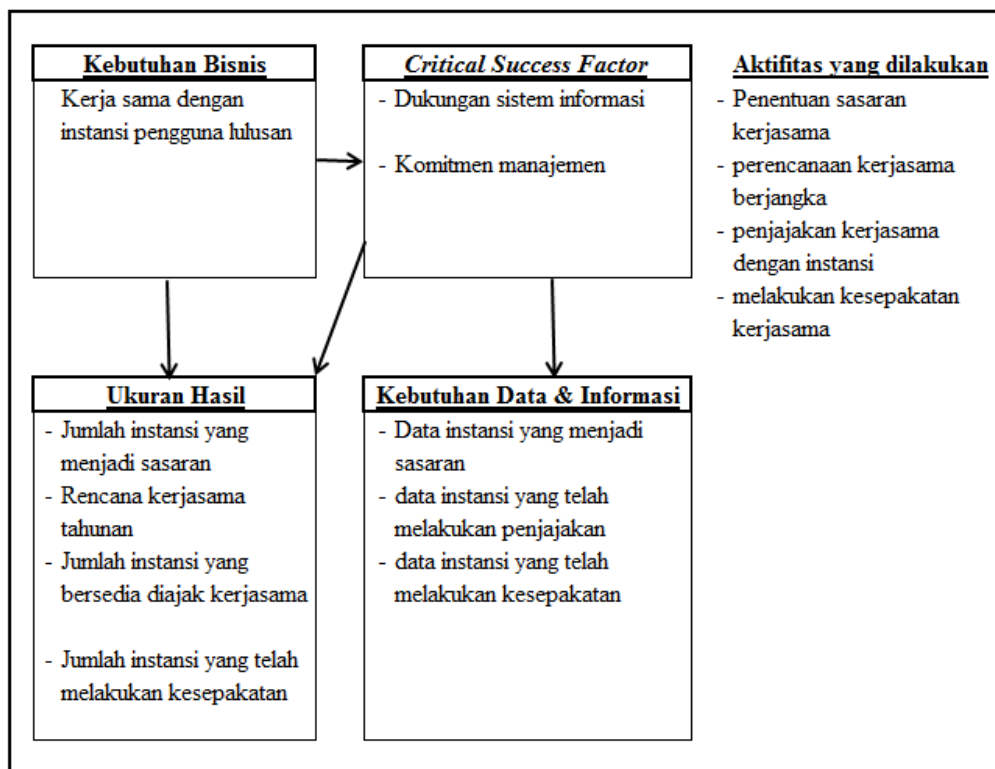 Kebutuhan Bisnis
Kerja sama dengan
instansi pengguna lulusan
Critical Success Factor
- Dukungan sistem informasi
- Komitmen manajemen
Aktifitas yang dilakukan
- Penentuan sasaran
kerjasama
- perencanaan kerjasama
berjangka
- penjajakan kerjasama
dengan instansi
- melakukan kesepakatan
kerjasama
Ukuran Hasil
- Jumlah instansi yang
menjadi sasaran
- Rencana kerjasama
tahunan
- Jumlah instansi yang
bersedia diajak kerjasama
- Jumlah instansi yang telah
melakukan kesepakatan
Kebutuhan Data & Informasi
- Data instansi yang menjadi
sasaran
- data instansi yang telah
melakukan penjajakan
- data instansi yang telah
melakukan kesepakatan